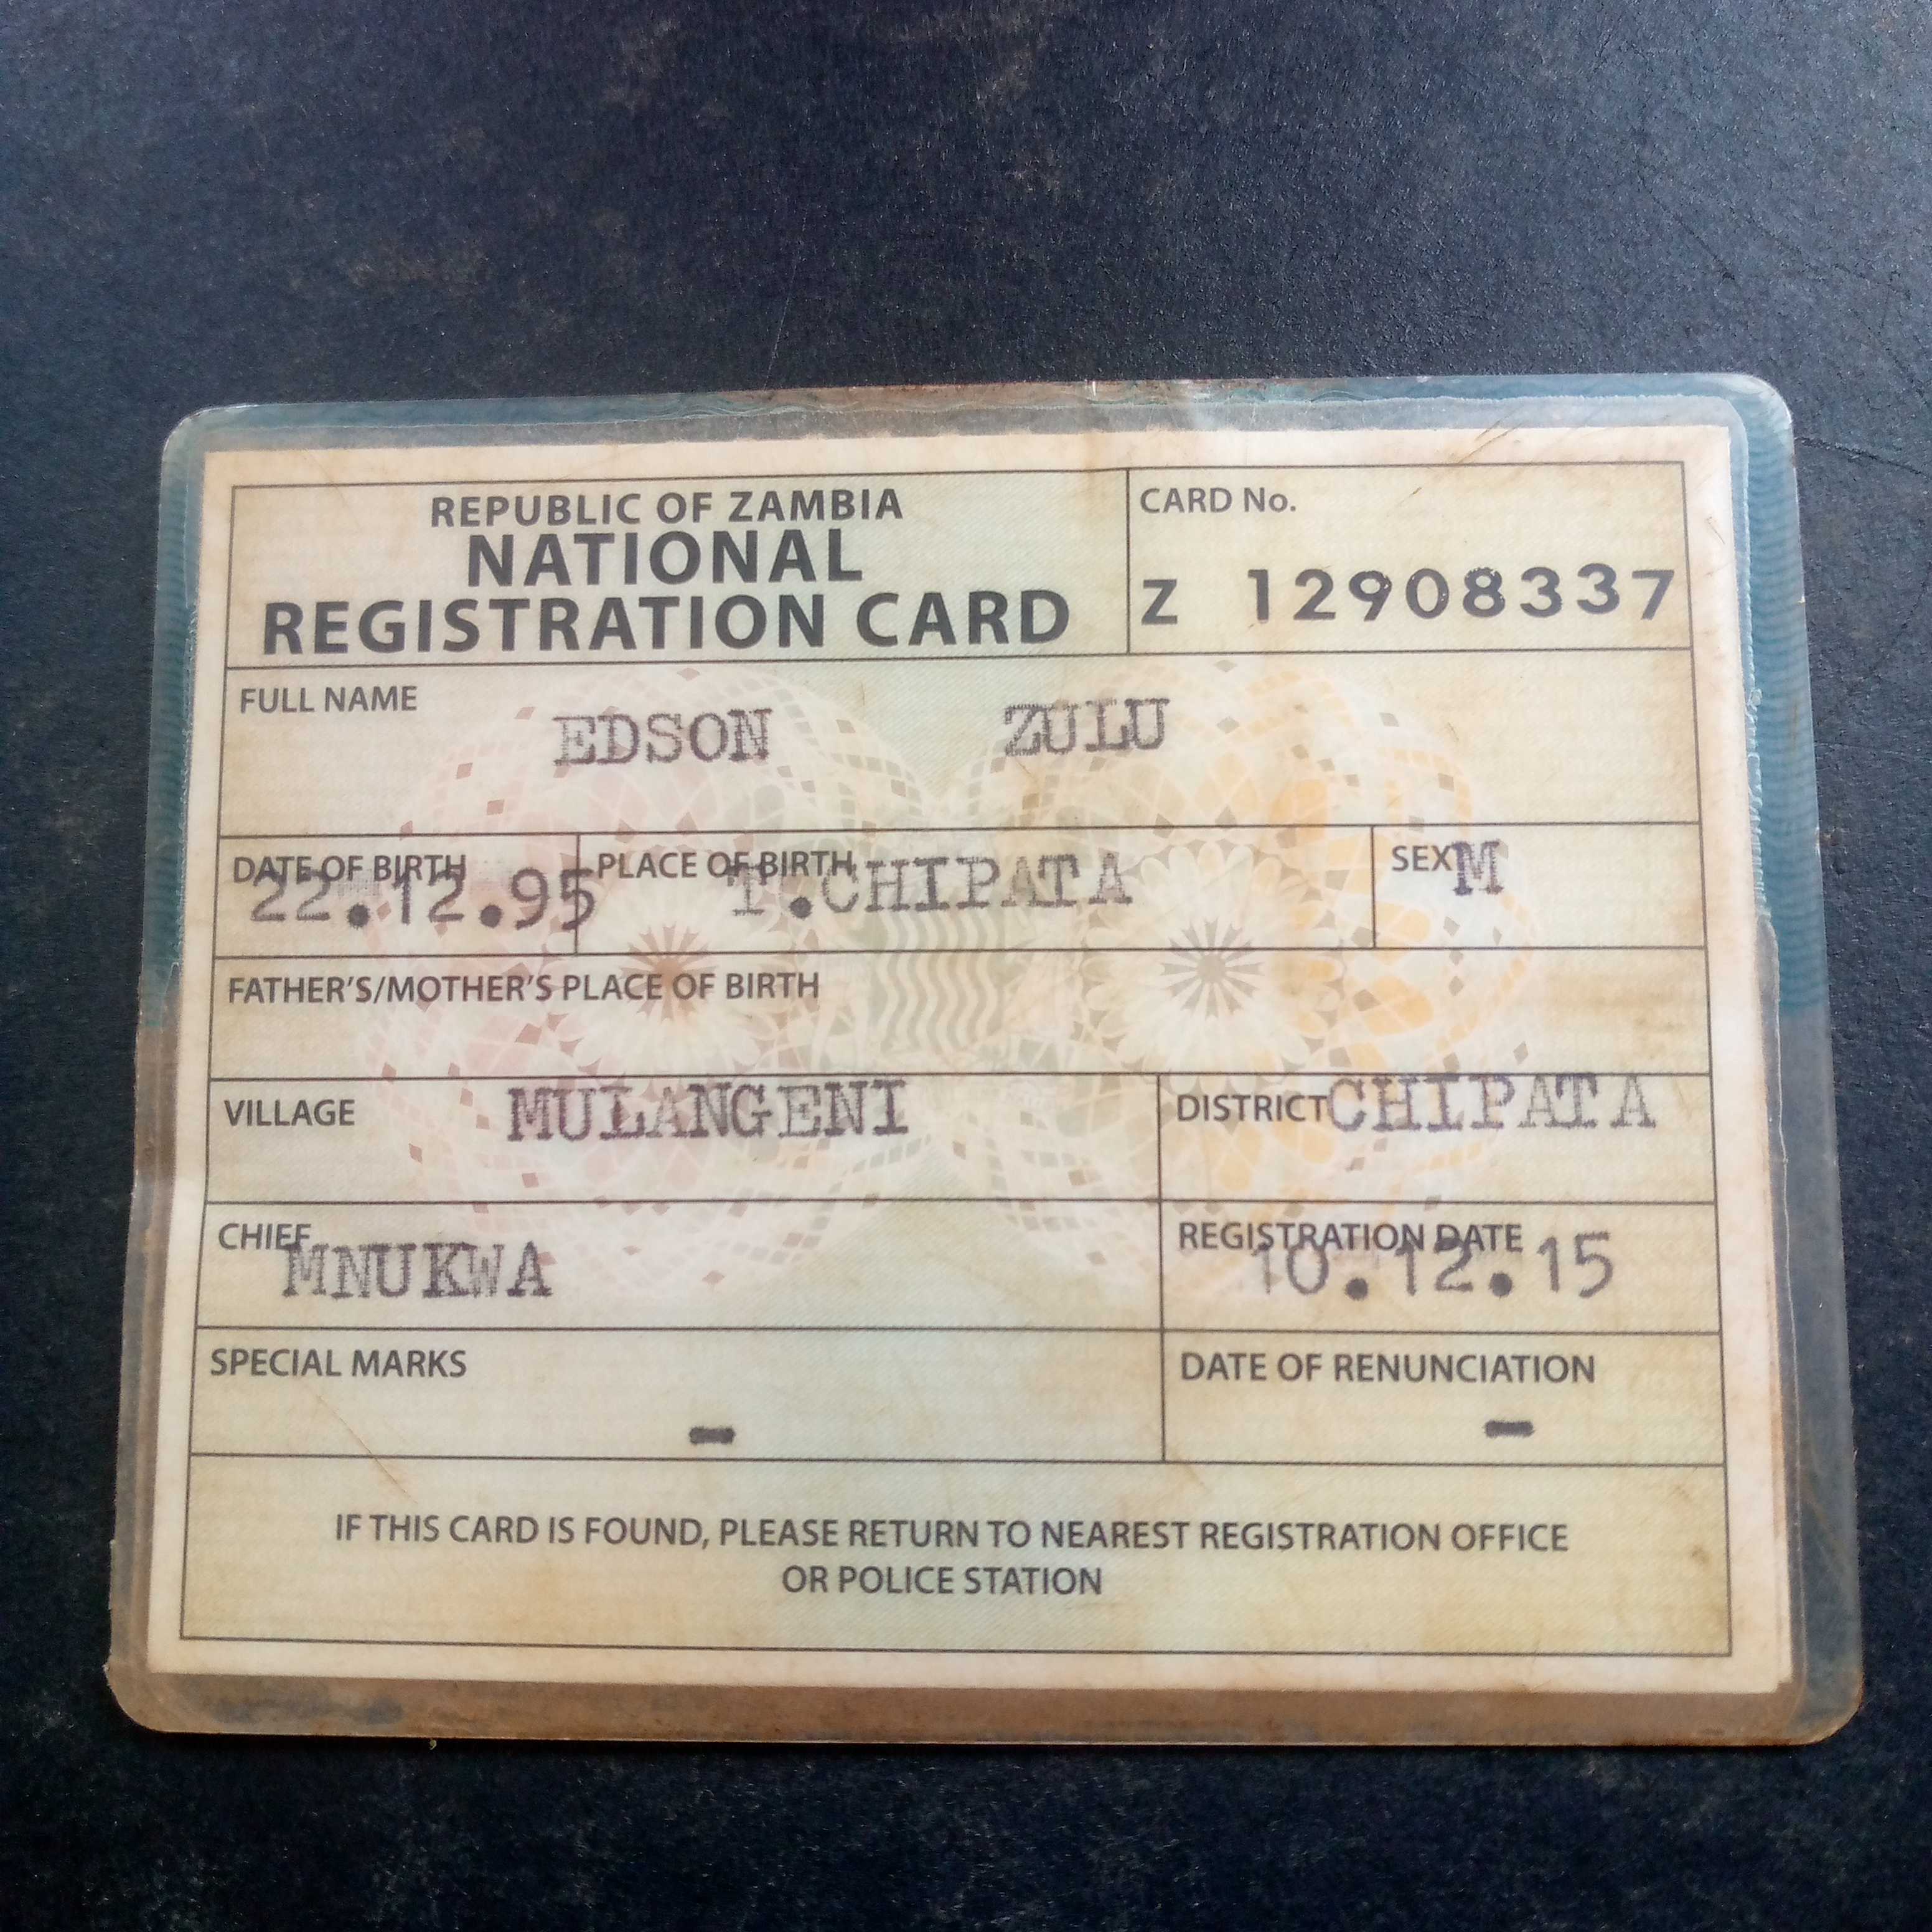 REPUBLIC OF ZAMBIA
NATIONAL
REGISTRATION CARD
CARD No.
Z 12908337
FULL NAME
EDSON ZULU
DATE OF BIRTH
22.12.95
PLACE OF BIRTH
T.CHIPATA
SEX M
FATHER'S/MOTHER'S PLACE OF BIRTH
VILLAGE MULANGENI
DISTRICT CHIPATA
CHIEF
MNUKWA
REGISTRATION DATE
10.12.15
SPECIAL MARKS
-
DATE OF RENUNCIATION
-
IF THIS CARD IS FOUND, PLEASE RETURN TO NEAREST REGISTRATION OFFICE
OR POLICE STATION